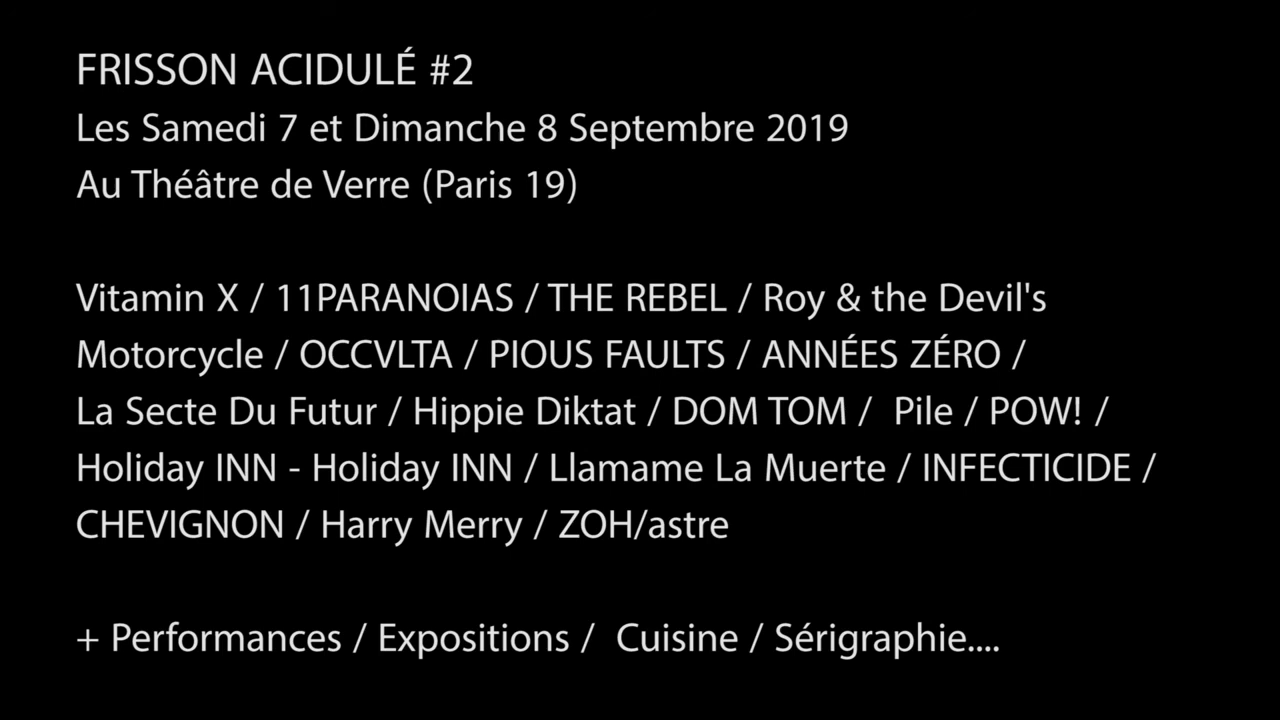 FRISSON ACIDULÉ #2
Les Samedi 7 et Dimanche 8 Septembre 2019
Au Théâtre de Verre (Paris 19)
Vitamin X / 11PARANOIAS / THE REBEL / Roy & the Devil's
Motorcycle / OCCVLTA / PIOUS FAULTS / ANNÉES ZÉRO /
La Secte Du Futur / Hippie Diktat / DOM TOM /  Pile / POW! /
Holiday INN - Holiday INN / Llamame La Muerte / INFECTICIDE /
CHEVIGNON / Harry Merry / ZOH/astre
+ Performances / Expositions /  Cuisine / Sérigraphie....